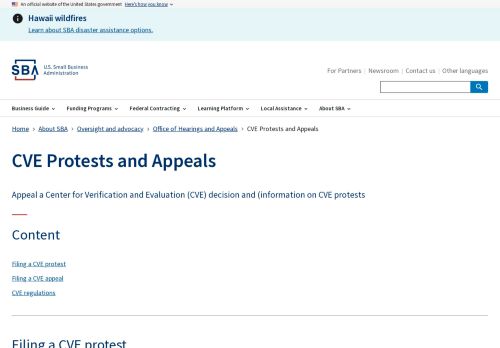 An official website of the United States government Here's how you know
Hawaii wildfires
Learn about SBA disaster assistance options.
SBA
U.S. Small Business
Administration
For Partners | Newsroom | Contact us | Other languages
Business Guide Funding Programs Federal Contracting Learning Platform Local Assistance About SBA
Home › About SBA › Oversight and advocacy › Office of Hearings and Appeals › CVE Protests and Appeals
CVE Protests and Appeals
Appeal a Center for Verification and Evaluation (CVE) decision and (information on CVE protests
Content
Filing a CVE protest
Filing a CVE appeal
CVE regulations
Filing a CVE protest